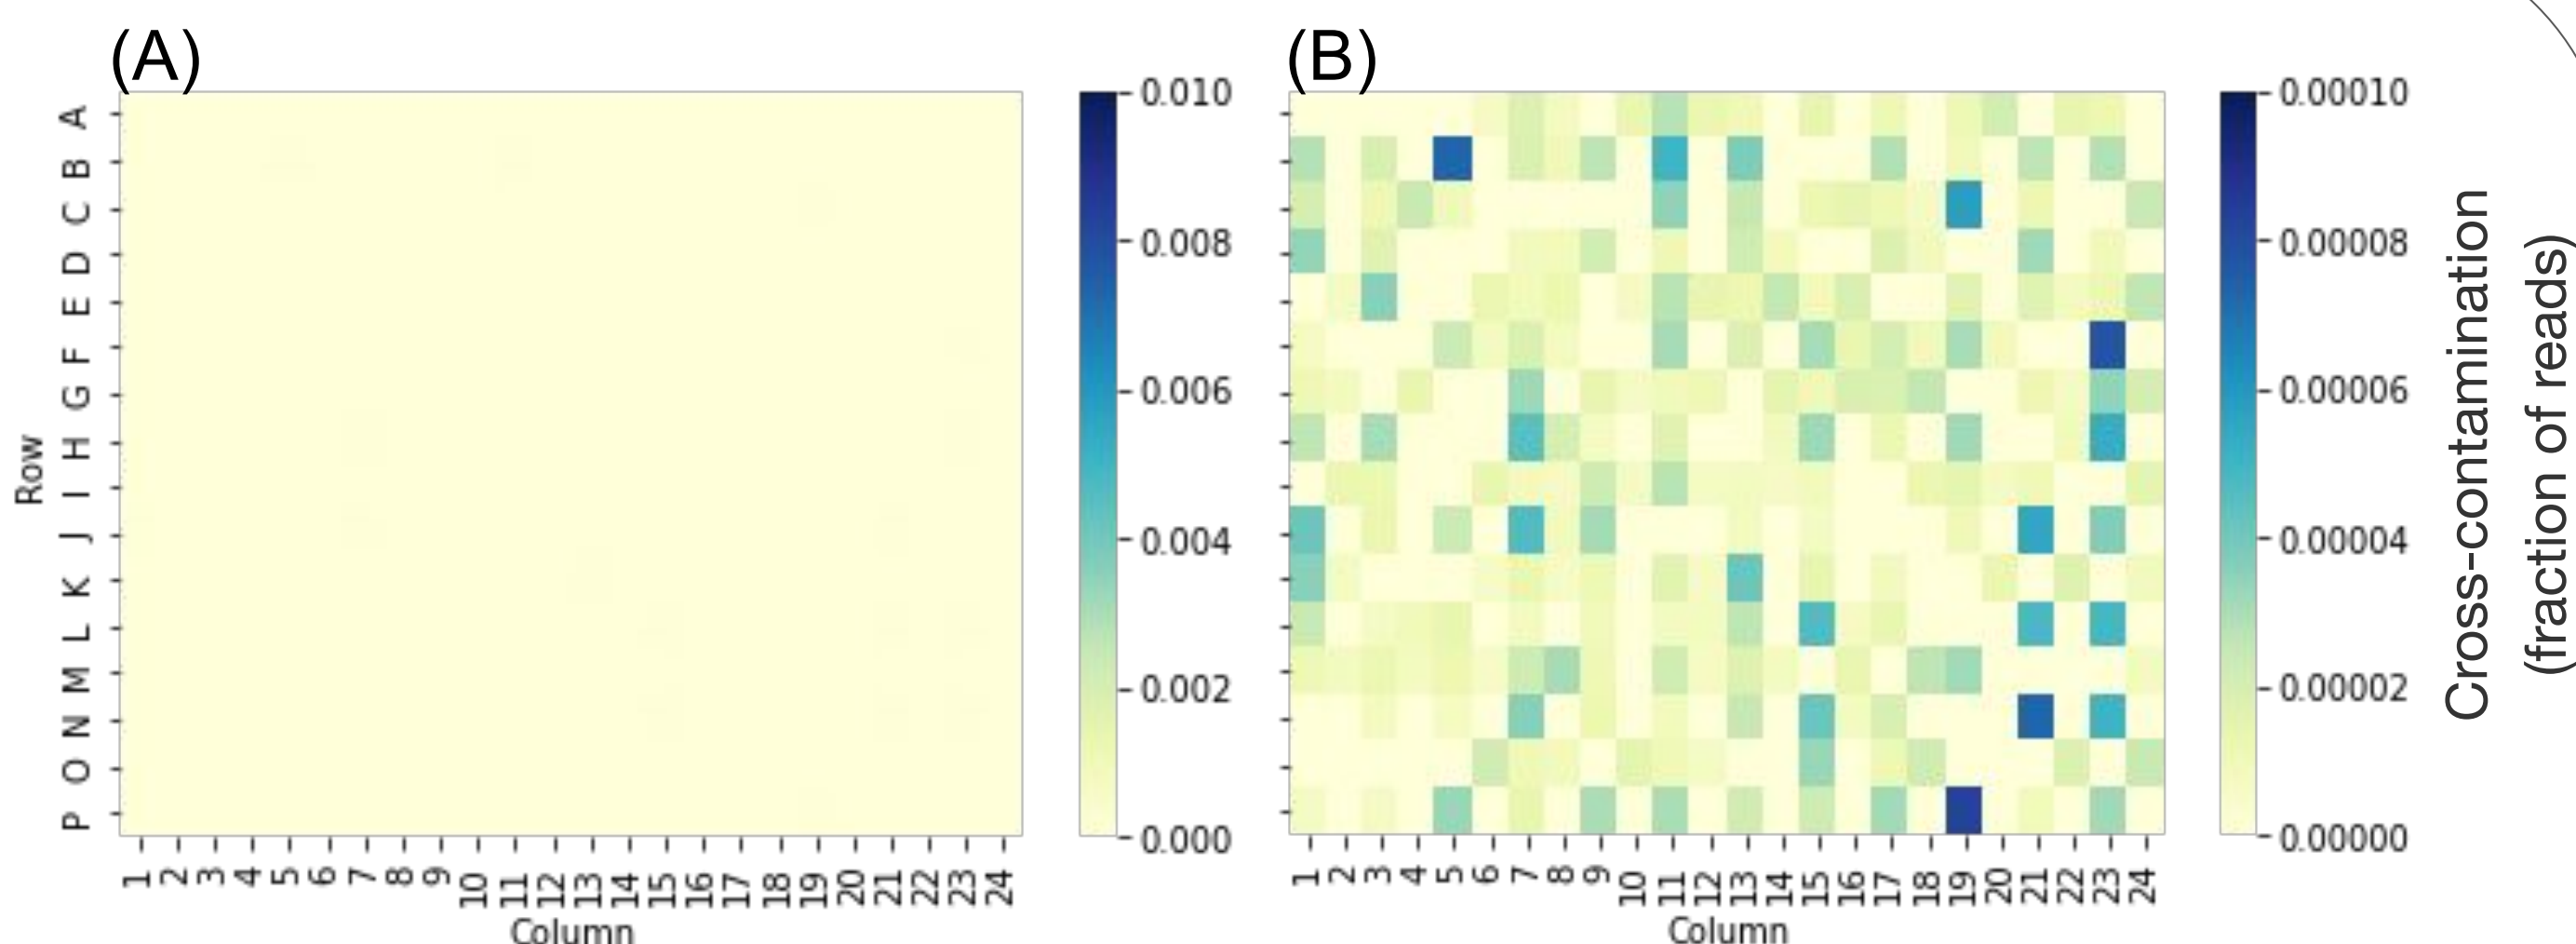 (A)
A
B
C
D
E
F
G
H
I
J
K
L
M
N
O
P
Row
1 2 3 4 5 6 7 8 9 10 11 12 13 14 15 16 17 18 19 20 21 22 23 24
Column
0.010
0.008
0.006
0.004
0.002
0.000
(B)
1 2 3 4 5 6 7 8 9 10 11 12 13 14 15 16 17 18 19 20 21 22 23 24
Column
0.00010
0.00008
0.00006
0.00004
0.00002
0.00000
Cross-contamination
(fraction of reads)